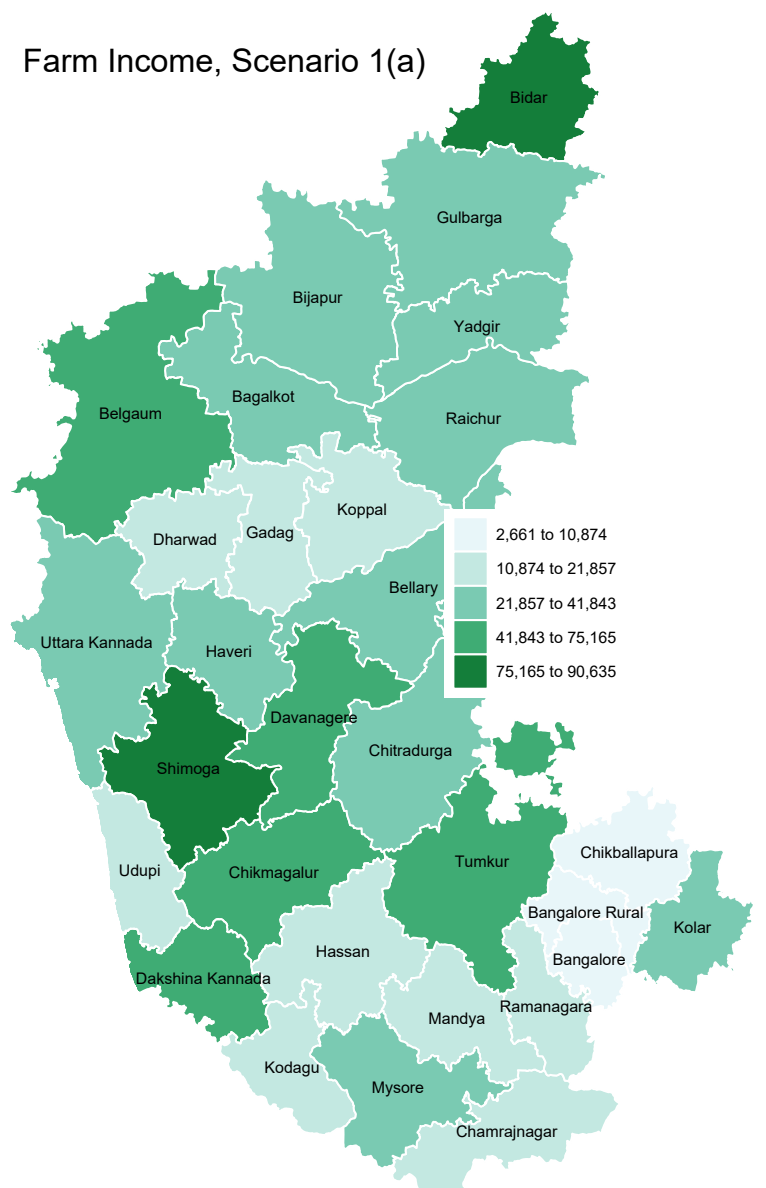 Farm Income, Scenario 1(a)
Bidar
Gulbarga
Bijapur
Yadgir
Bagalkot
Belgaum
Raichur
Koppal
Gadag
Dharwad
2,661 to 10,874
10,874 to 21,857
21,857 to 41,843
41,843 to 75,165
75,165 to 90,635
Bellary
Uttara Kannada
Haveri
Davanagere
Chitradurga
Shimoga
Udupi
Chikmagalur
Tumkur
Chikballapura
Bangalore Rural
Kolar
Hassan
Bangalore
Dakshina Kannada
Ramanagara
Mandya
Kodagu
Mysore
Chamrajnagar